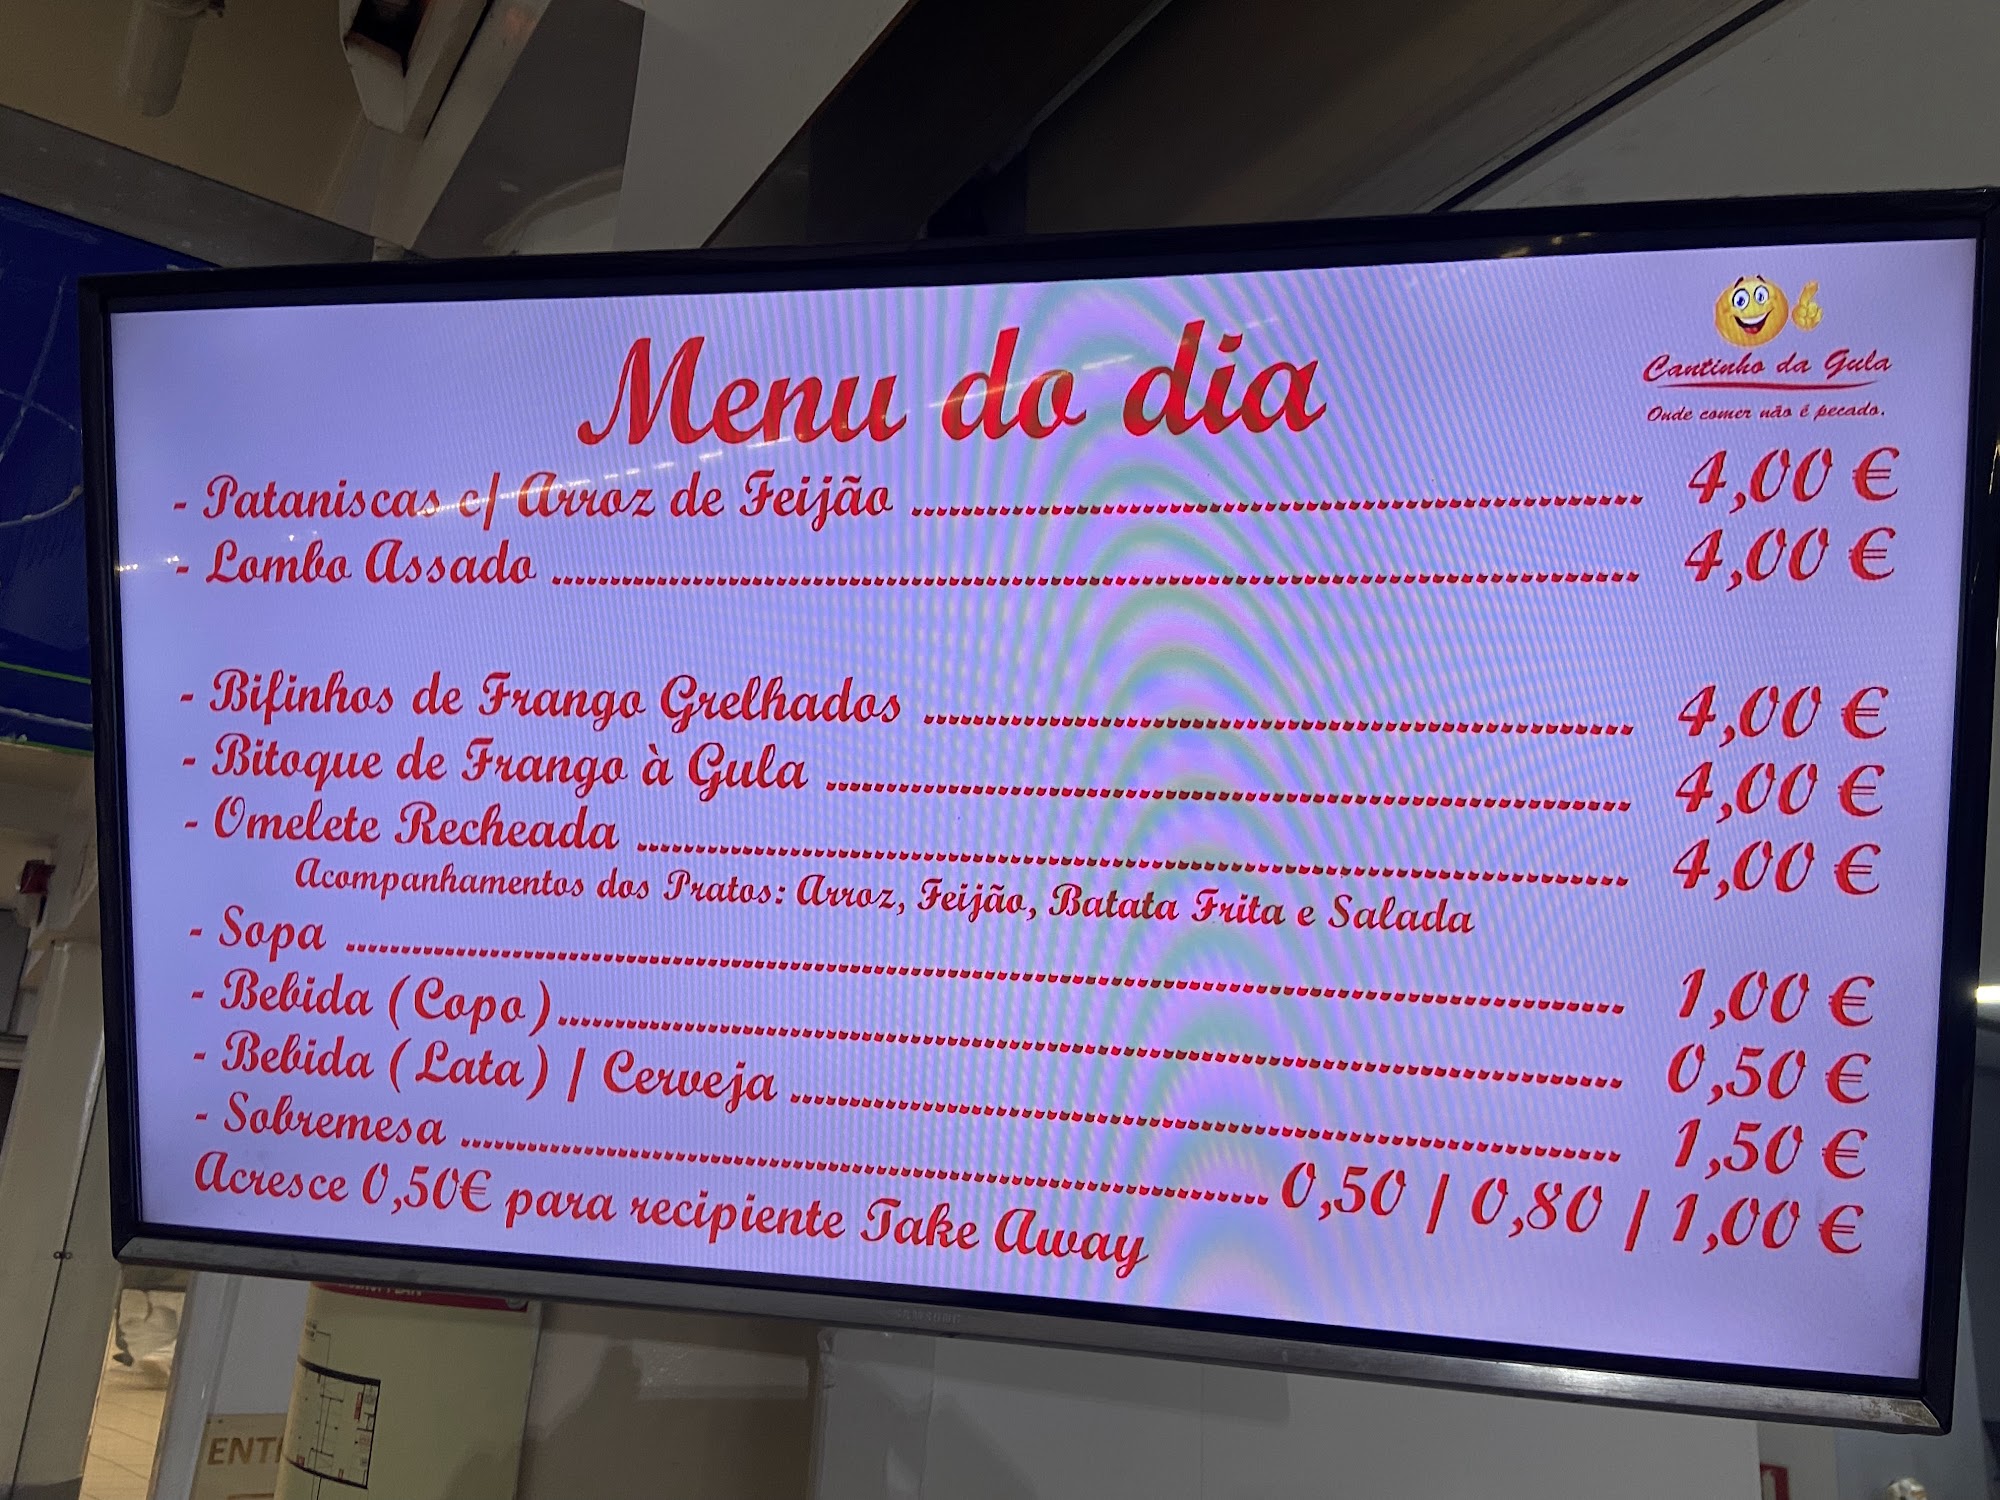 Menu do dia
Cantinho da Gula
Onde comer não é pecado.
- Pataniscas c/ Arroz de Feijão ........ 4,00 €
- Lombo Assado ........ 4,00 €
- Bifinhos de Frango Grelhados ........ 4,00 €
- Bitoque de Frango à Gula ........ 4,00 €
- Omelete Recheada ........ 4,00 €
Acompanhamentos dos Pratos: Arroz, Feijão, Batata Frita e Salada
- Sopa ........ 1,00 €
- Bebida (Copo) ........ 0,50 €
- Bebida (Lata) / Cerveja ........ 1,50 €
- Sobremesa ........ 0,50 / 0,80 / 1,00 €
Acresce 0,50€ para recipiente Take Away
SAMSUNG